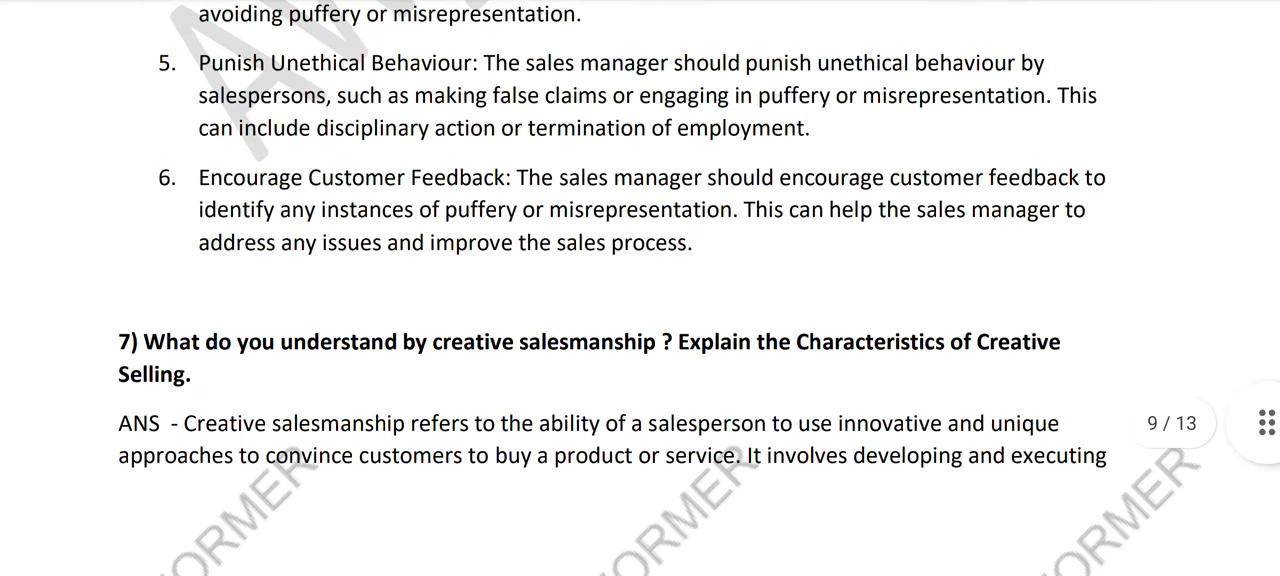 avoiding puffery or misrepresentation.
5. Punish Unethical Behaviour: The sales manager should punish unethical behaviour by
salespersons, such as making false claims or engaging in puffery or misrepresentation. This
can include disciplinary action or termination of employment.
6. Encourage Customer Feedback: The sales manager should encourage customer feedback to
identify any instances of puffery or misrepresentation. This can help the sales manager to
address any issues and improve the sales process.
7) What do you understand by creative salesmanship ? Explain the Characteristics of Creative
Selling.
ANS - Creative salesmanship refers to the ability of a salesperson to use innovative and unique
9 / 13
approaches to convince customers to buy a product or service. It involves developing and executing
ORMER
ORMER
ORMER